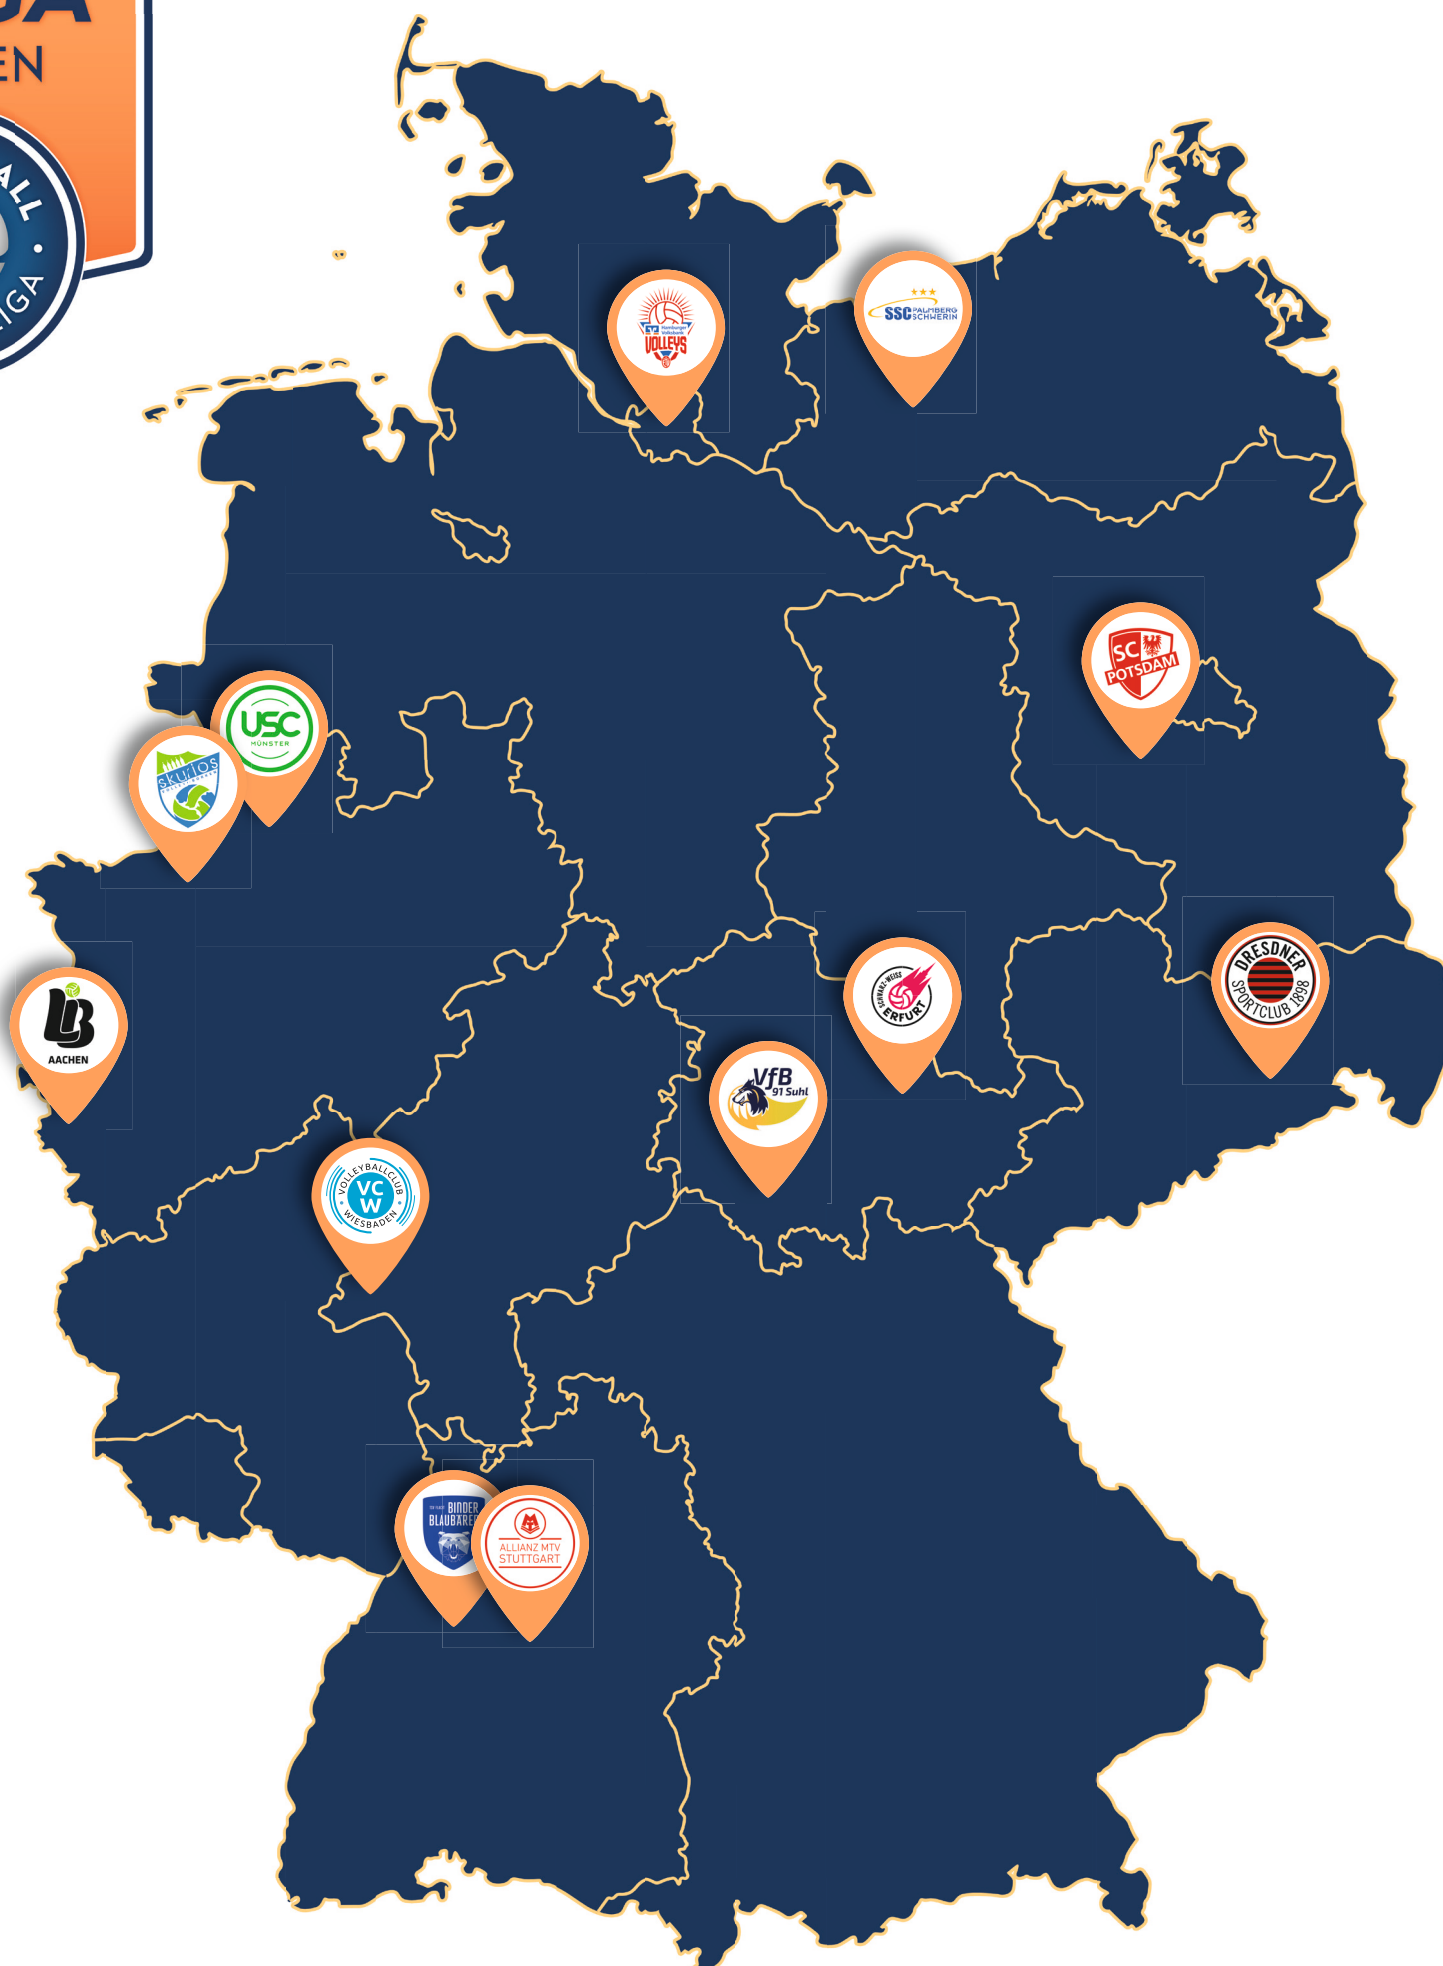 EN
ALL
IGA
Hamburger
Volksbank
VOLLEYS
SSC PALMBERG
SCHWERIN
SC
POTSDAM
USC
MÜNSTER
skurios
AACHEN
SCHWARZ-WEISS
ERFURT
DRESDNER
SPORTCLUB 1898
VfB
91 Suhl
VOLLEYBALLCLUB
VC
W
WIESBADEN
BINDER
BLAUBÄREN
ALLIANZ MTV
STUTTGART